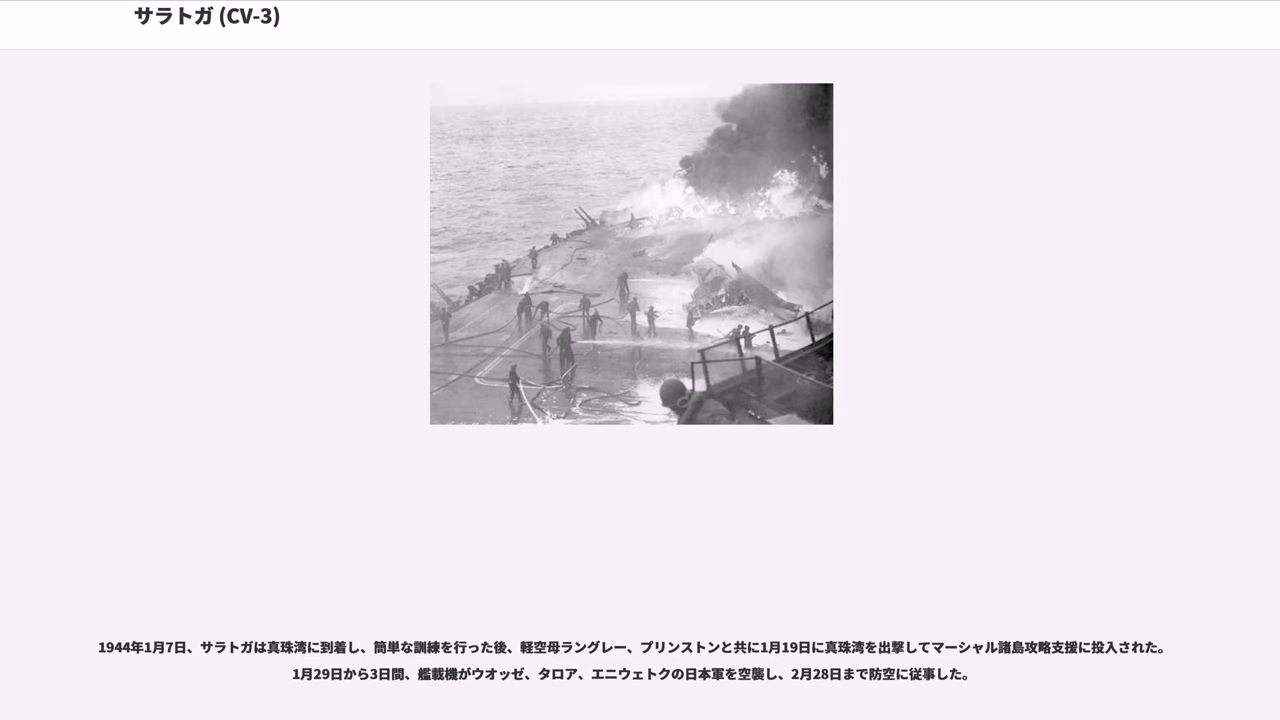 サラトガ (CV-3)
1944年1月7日、サラトガは真珠湾に到着し、簡単な訓練を行った後、軽空母ラングレー、プリンストンと共に1月19日に真珠湾を出撃してマーシャル諸島攻略支援に投入された。
1月29日から3日間、艦載機がウオッゼ、タロア、エニウェトクの日本軍を空襲し、2月28日まで防空に従事した。